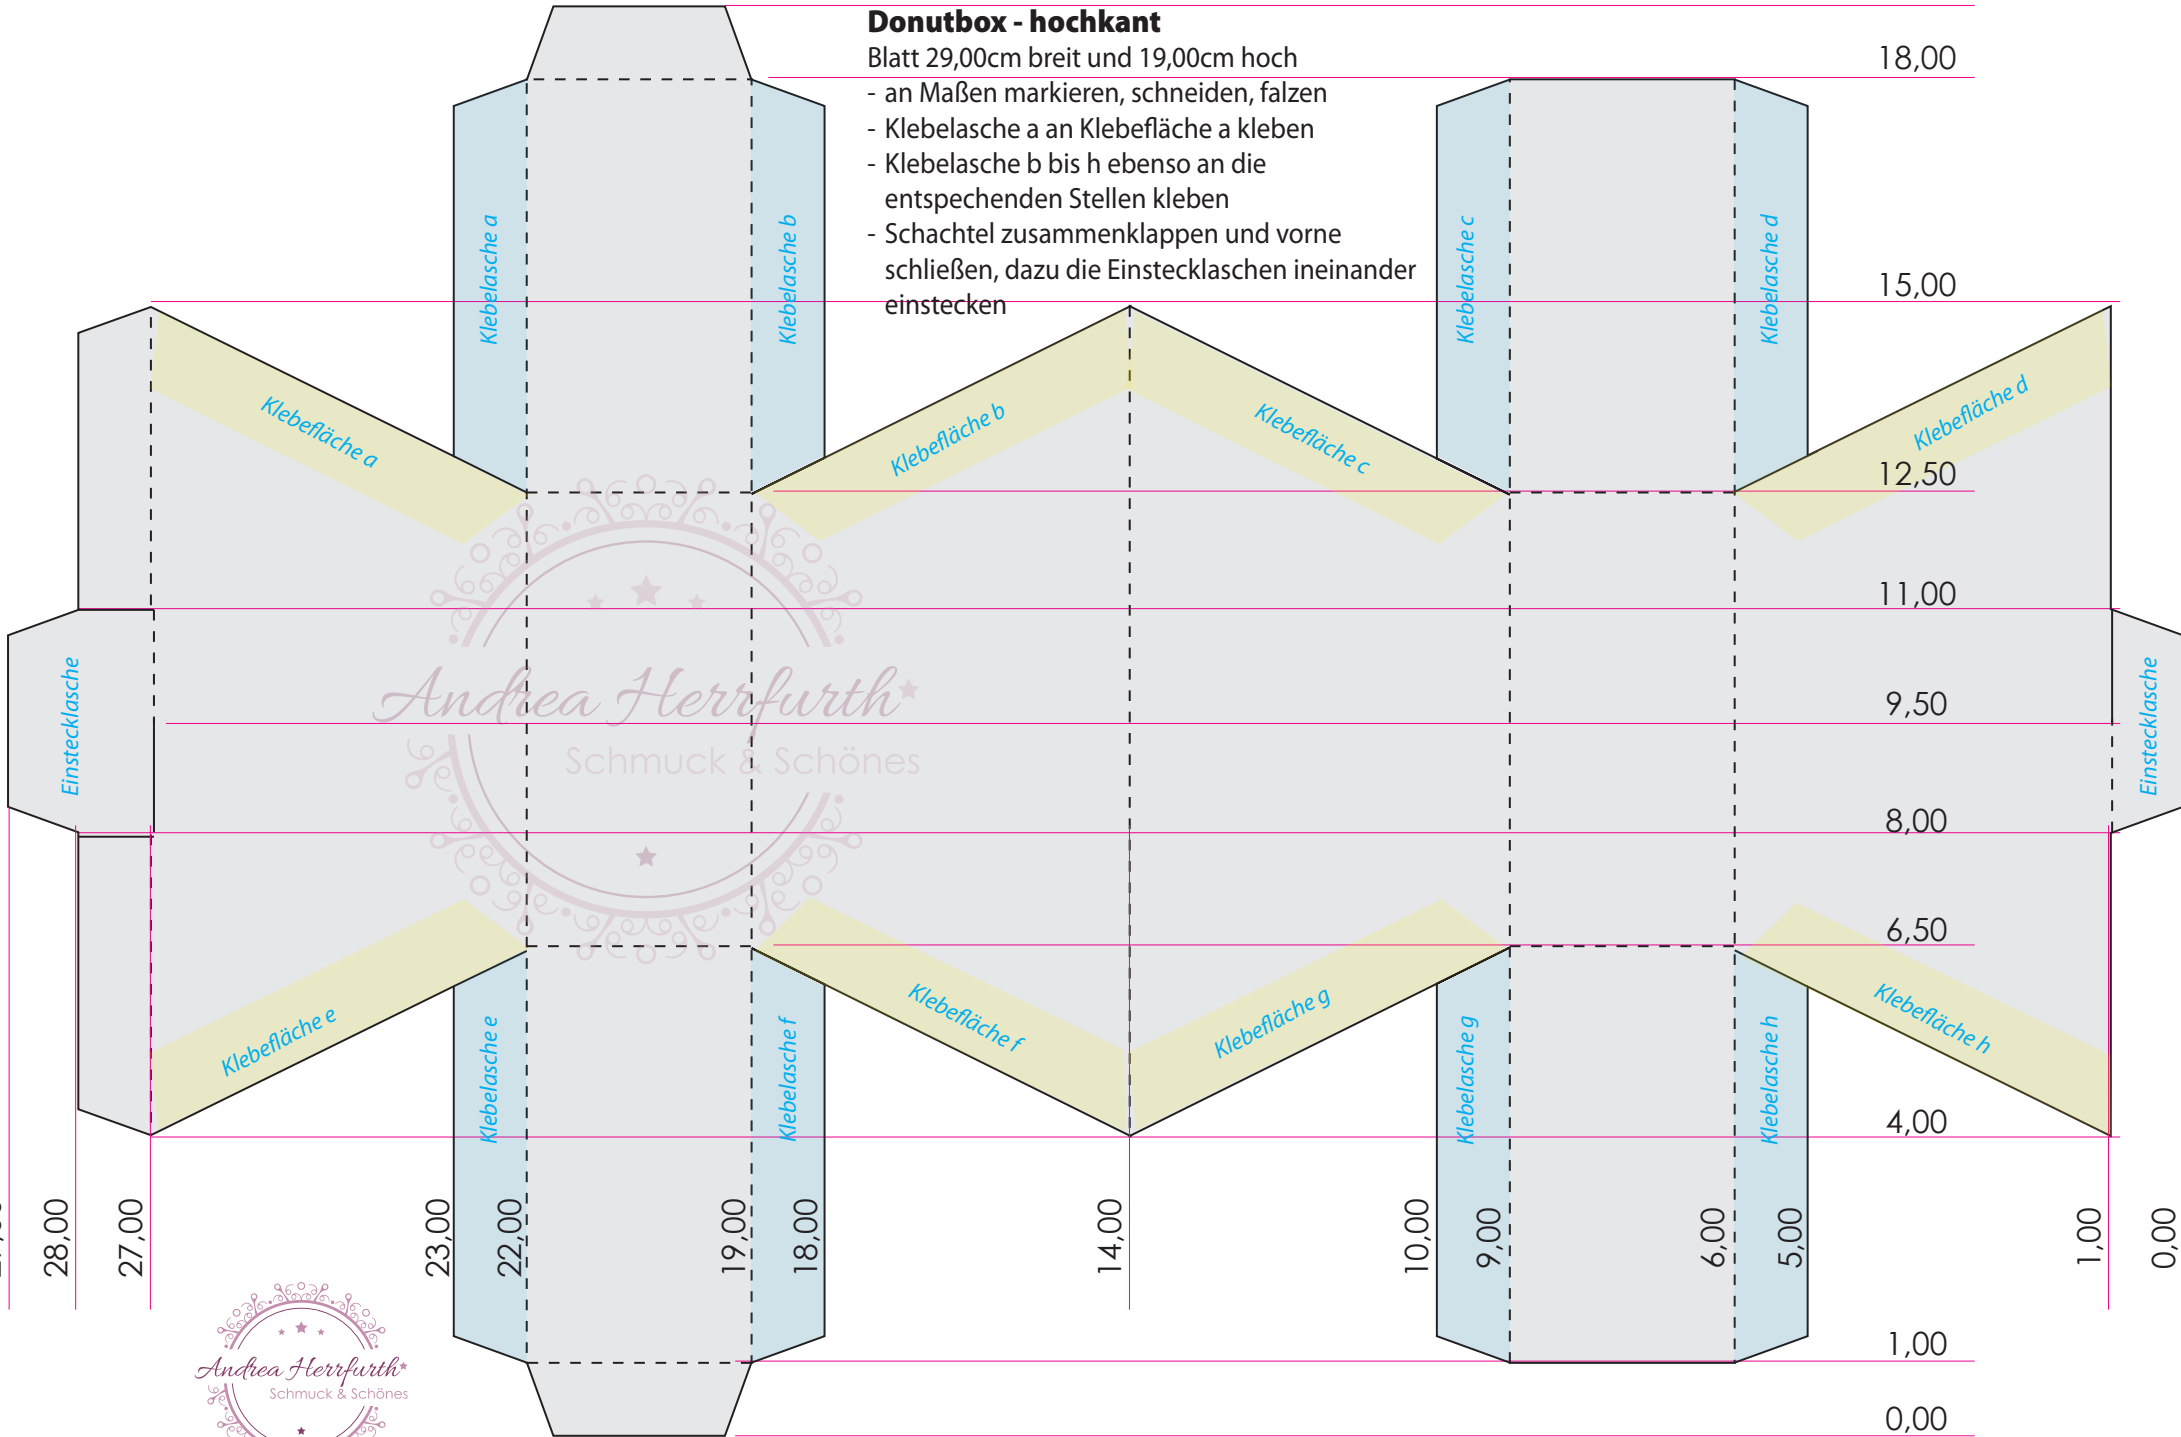 Donutbox - hochkant
Blatt 29,00cm breit und 19,00cm hoch
- an Maßen markieren, schneiden, falzen
- Klebelasche a an Klebefläche a kleben
- Klebelasche b bis h ebenso an die
entspechenden Stellen kleben
- Schachtel zusammenklappen und vorne
schließen, dazu die Einstecklaschen ineinander
einstecken
18,00
15,00
12,50
11,00
9,50
8,00
6,50
4,00
1,00
0,00
Klebelasche a
Klebelasche b
Klebelasche c
Klebelasche d
Klebefläche a
Klebefläche b
Klebefläche c
Klebefläche d
Einstecklasche
Einstecklasche
Andrea Herrfurth
Schmuck & Schönes
Klebefläche e
Klebefläche f
Klebefläche g
Klebefläche h
Klebelasche e
Klebelasche f
Klebelasche g
Klebelasche h
28,00
27,00
23,00
22,00
19,00
18,00
14,00
10,00
9,00
6,00
5,00
1,00
0,00
Andrea Herrfurth
Schmuck & Schönes